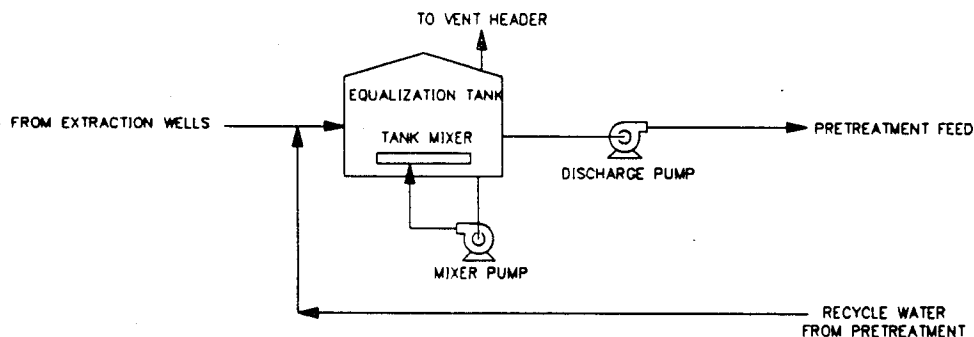 TO VENT HEADER
EQUALIZATION TANK
FROM EXTRACTION WELLS
TANK MIXER
PRETREATMENT FEED
DISCHARGE PUMP
MIXER PUMP
RECYCLE WATER
FROM PRETREATMENT